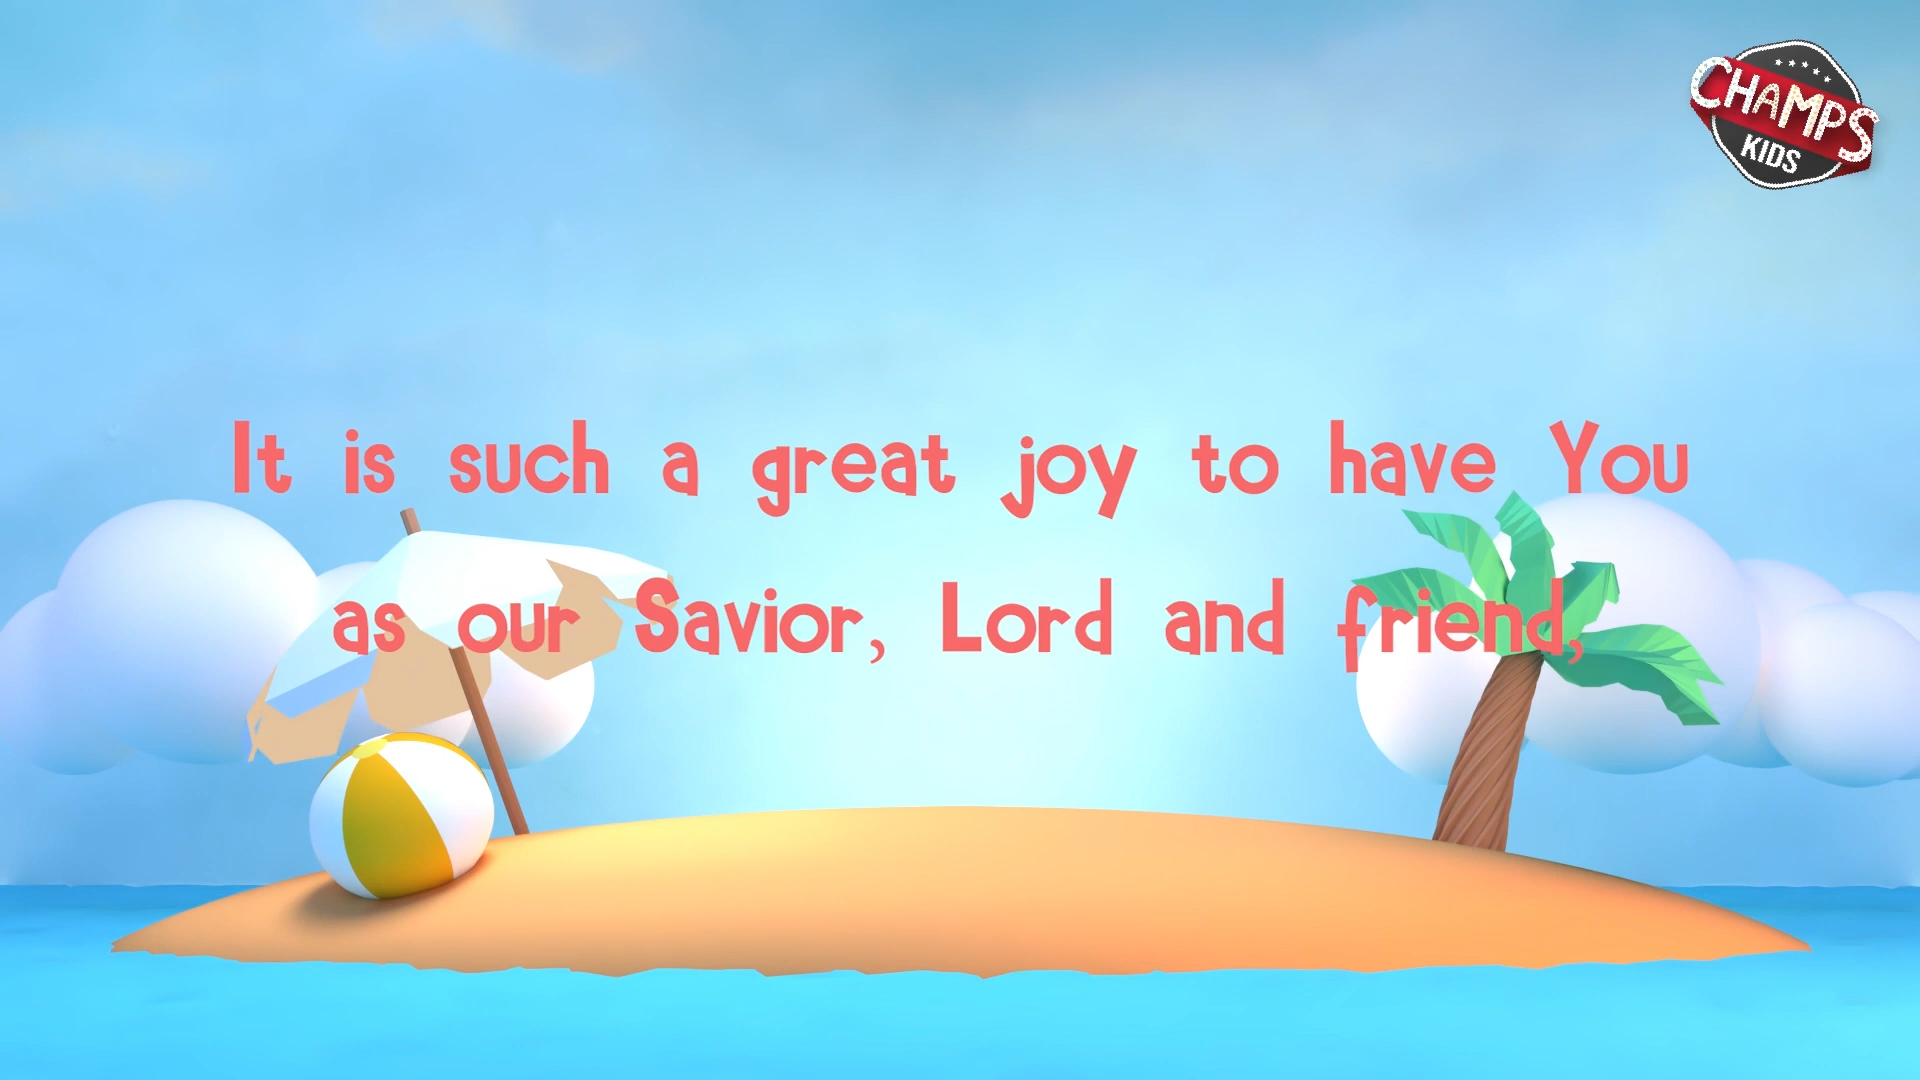 CHAMPS
KIDS
It is such a great joy to have You
as our Savior, Lord and friend,